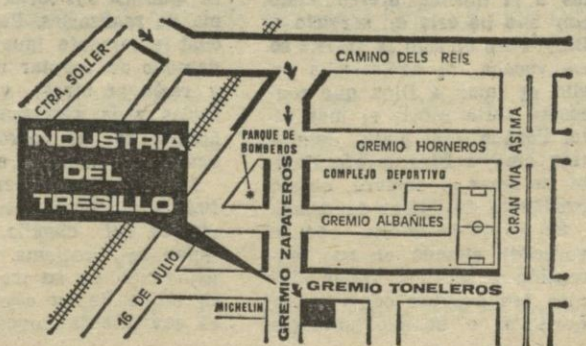 CTRA. SOLLER
CAMINO DELS REIS
INDUSTRIA
DEL
TRESILLO
PARQUE DE
BOMBEROS
GREMIO HORNEROS
COMPLEJO DEPORTIVO
GREMIO ALBAÑILES
GREMIO ZAPATEROS
GRAN VIA ASIMA
16 DE JULIO
GREMIO TONELEROS
MICHELIN